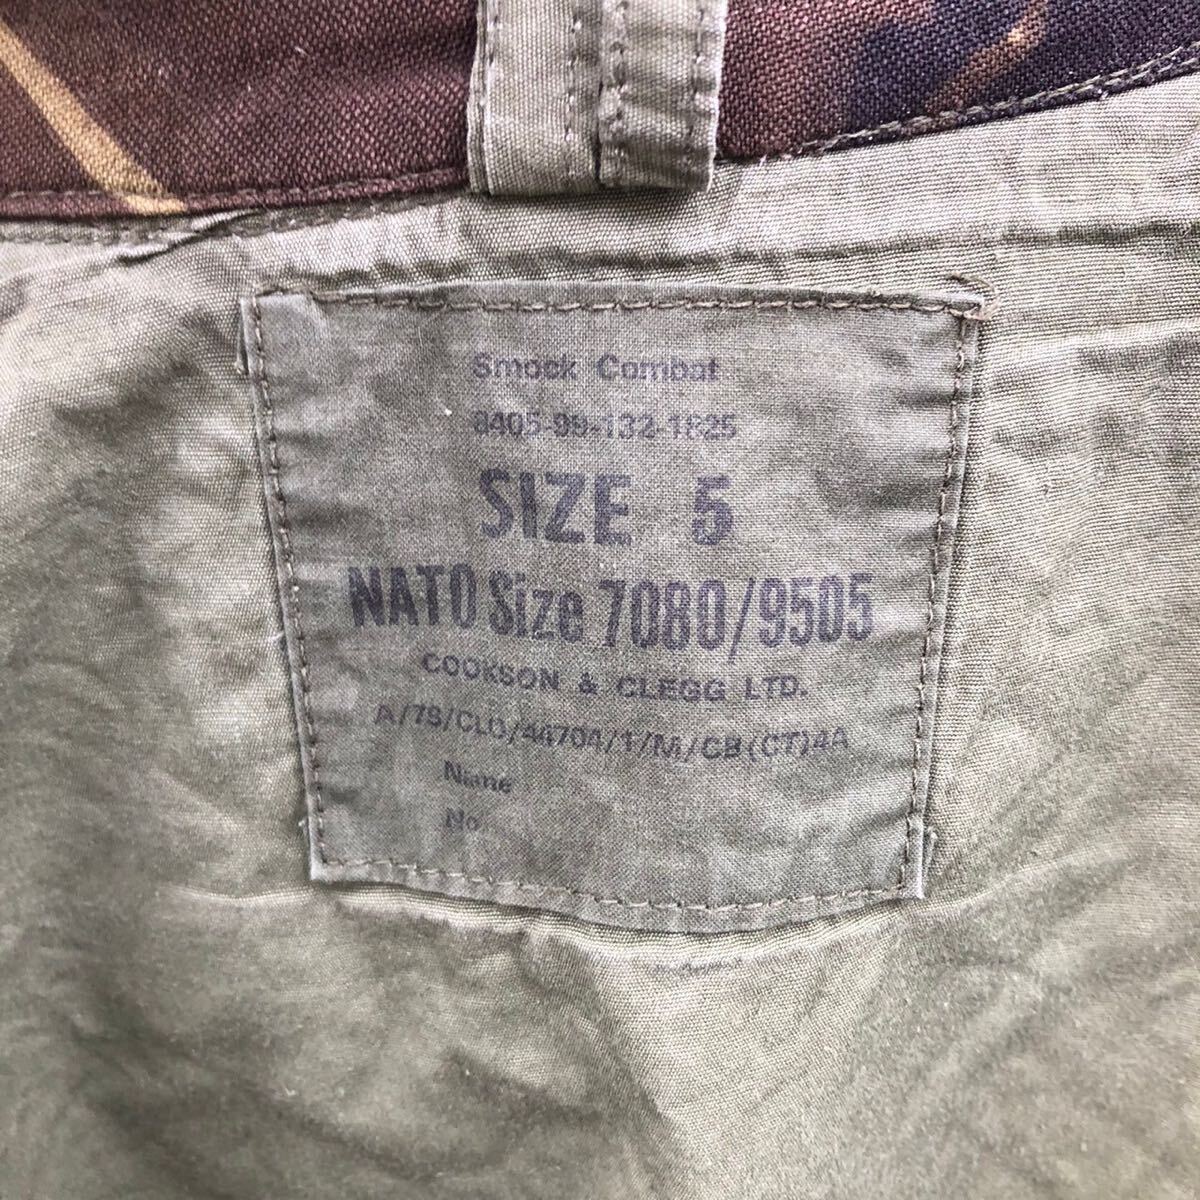 Smock Combat
8405-99-132-1825
SIZE 5
NATO Size 7080/9505
COOKSON & CLEGG LTD.
A/78/CLO/44704/1/M/CB(CT)4A
Name
No